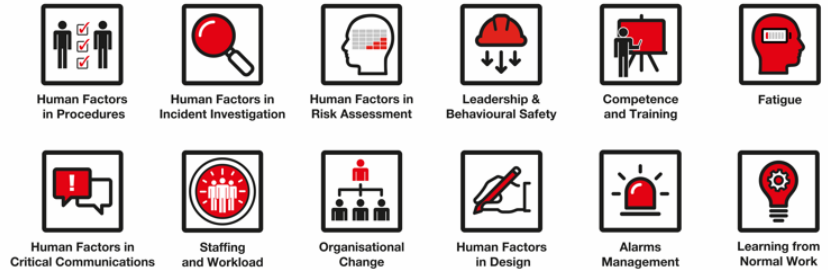 Human Factors
in Procedures
Human Factors in
Incident Investigation
Human Factors in
Risk Assessment
Leadership &
Behavioural Safety
Competence
and Training
Fatigue
!
Human Factors in
Critical Communications
Staffing
and Workload
Organisational
Change
Human Factors
in Design
Alarms
Management
Learning from
Normal Work